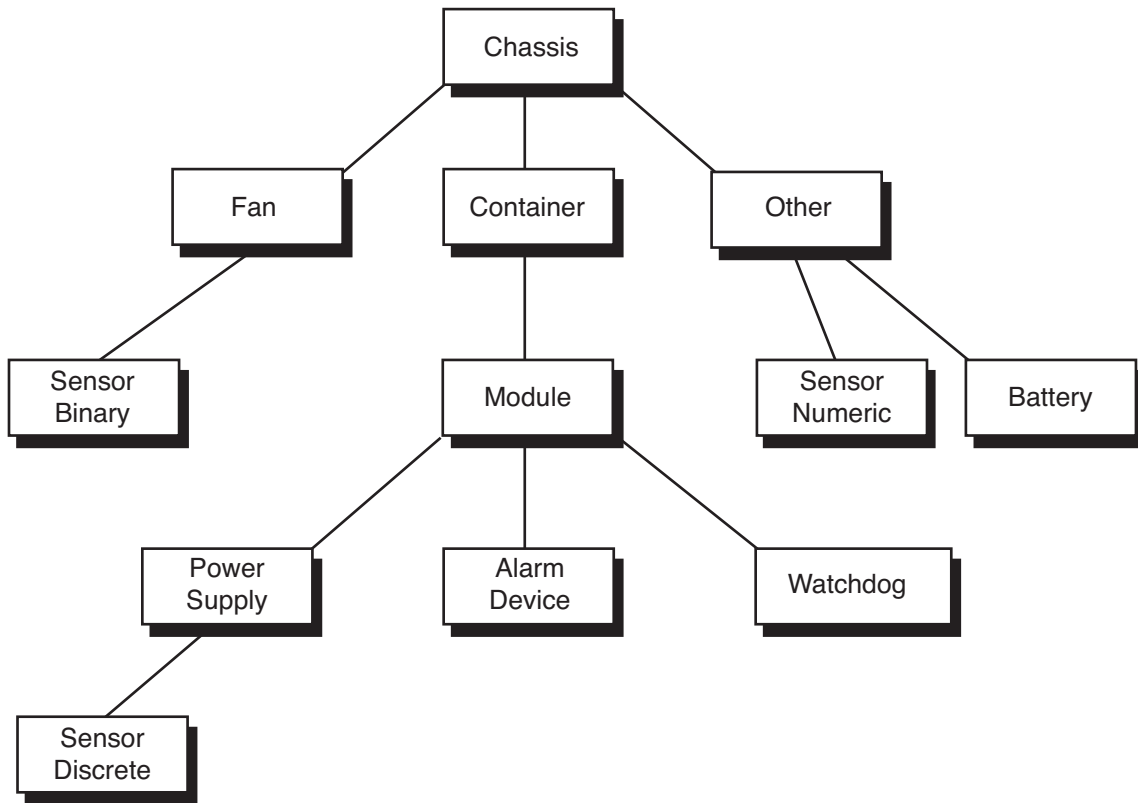 Chassis
Fan
Container
Other
Sensor
Binary
Module
Sensor
Numeric
Battery
Power
Supply
Alarm
Device
Watchdog
Sensor
Discrete